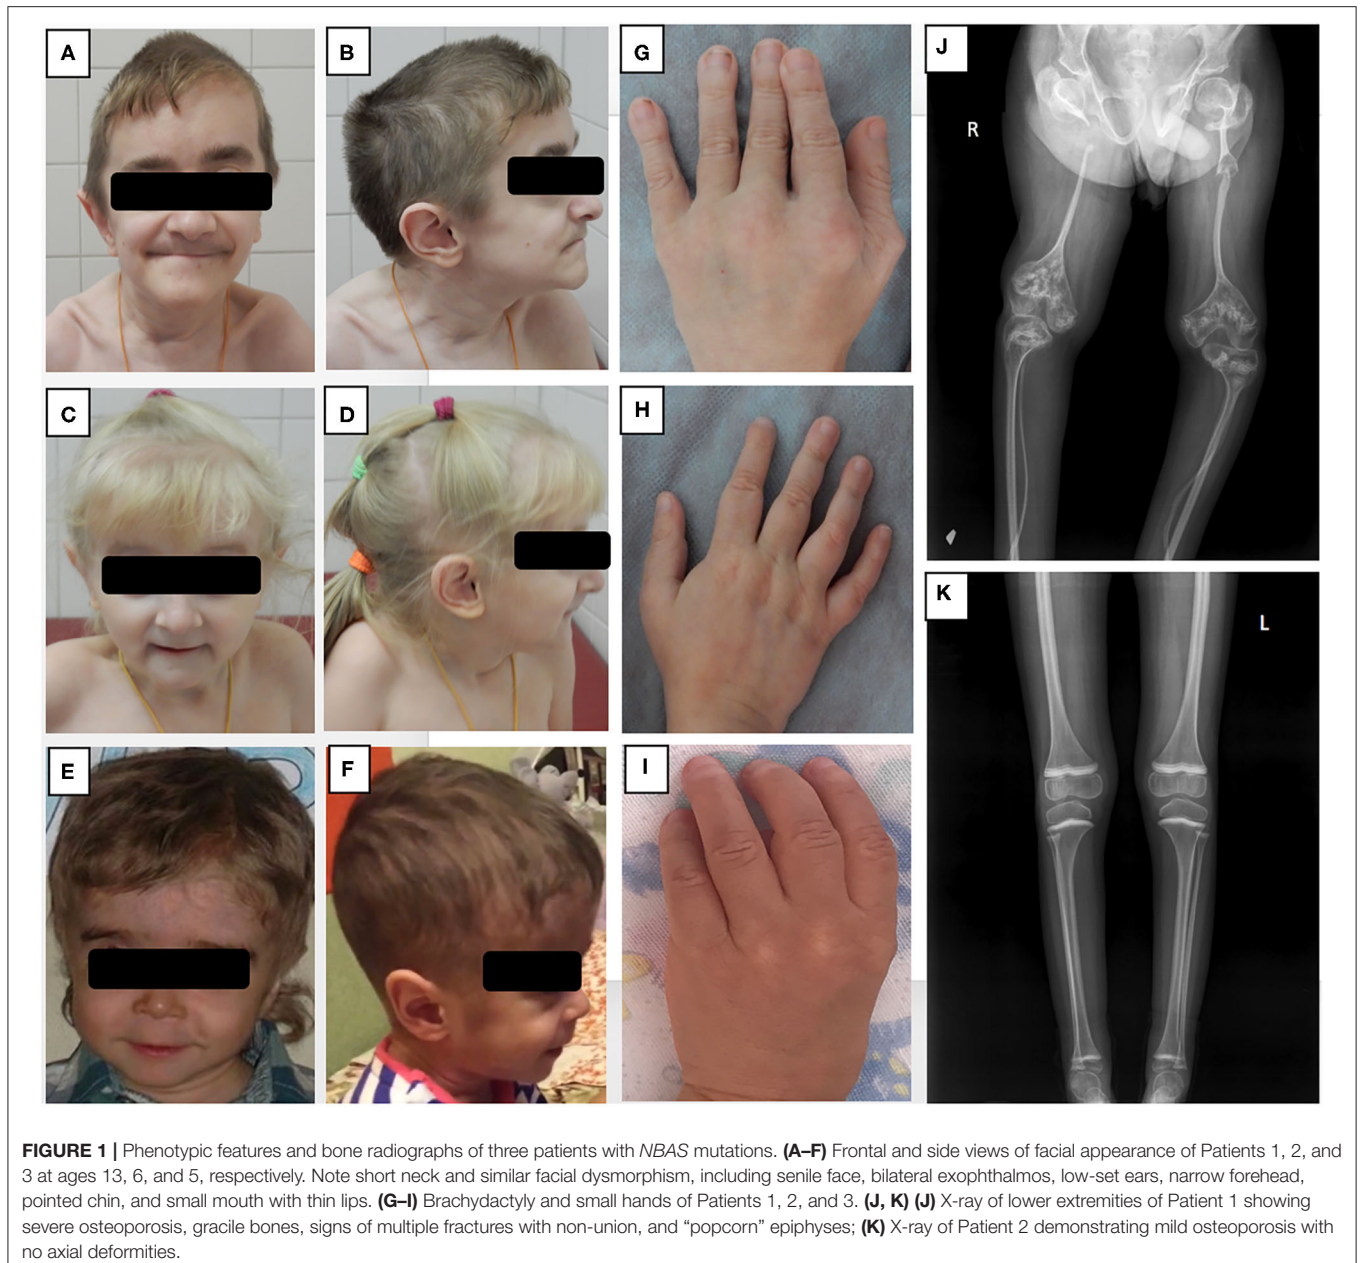 A
B
G
J
R
C
D
H
K
L
E
F
I
FIGURE 1 | Phenotypic features and bone radiographs of three patients with NBAS mutations. (A–F) Frontal and side views of facial appearance of Patients 1, 2, and
3 at ages 13, 6, and 5, respectively. Note short neck and similar facial dysmorphism, including senile face, bilateral exophthalmos, low-set ears, narrow forehead,
pointed chin, and small mouth with thin lips. (G–I) Brachydactyly and small hands of Patients 1, 2, and 3. (J, K) (J) X-ray of lower extremities of Patient 1 showing
severe osteoporosis, gracile bones, signs of multiple fractures with non-union, and “popcorn” epiphyses; (K) X-ray of Patient 2 demonstrating mild osteoporosis with
no axial deformities.